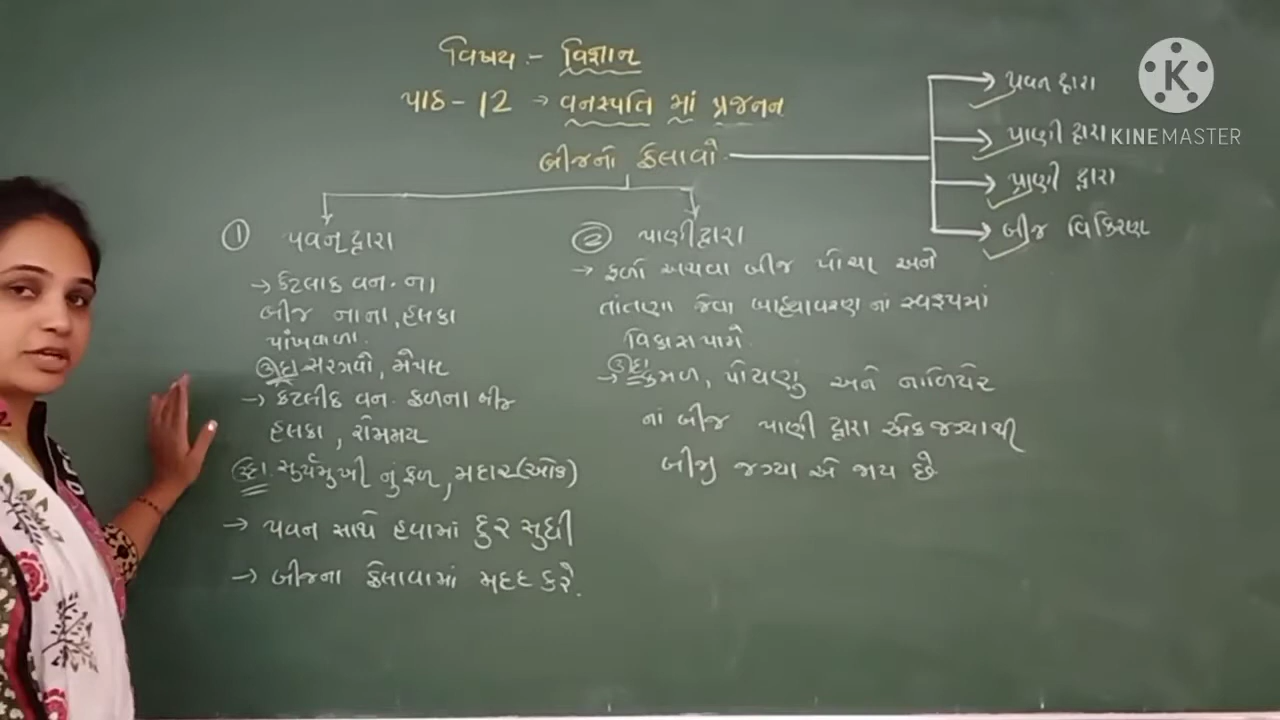 વિષય :- વિજ્ઞાન
પાઠ - 12 → વનસ્પતિ માં પ્રજનન
બીજનો ફેલાવો
→ પવન દ્વારા
→ પાણી દ્વારા
→ પ્રાણી દ્વારા
→ બીજ વિકિરણ
K
KINEMASTER
① પવન દ્વારા
→ કેટલાક વન. ના
બીજ નાના, હલકા
પાંખવાળા.
ઉદા સરગવો, મેપલ
→ કેટલીક વન. ફળના બીજ
હલકા, રોમમય
ઉદા. સુર્યમુખી નું ફળ, મદાર (ઓક)
→ પવન સાથે હવામાં દુર સુધી
→ બીજના ફેલાવામાં મદદ કરે.
② પાણી દ્વારા
→ ફળો અથવા બીજ પોચા અને
તાંતણા જેવા બાહ્યાવરણ નાં સ્વરૂપમાં
વિકાસ પામે.
ઉદા
→ કમળ, પોયણુ અને નાળિયેર
નાં બીજ પાણી દ્વારા એક જગ્યાથી
બીજી જગ્યા એ જાય છે